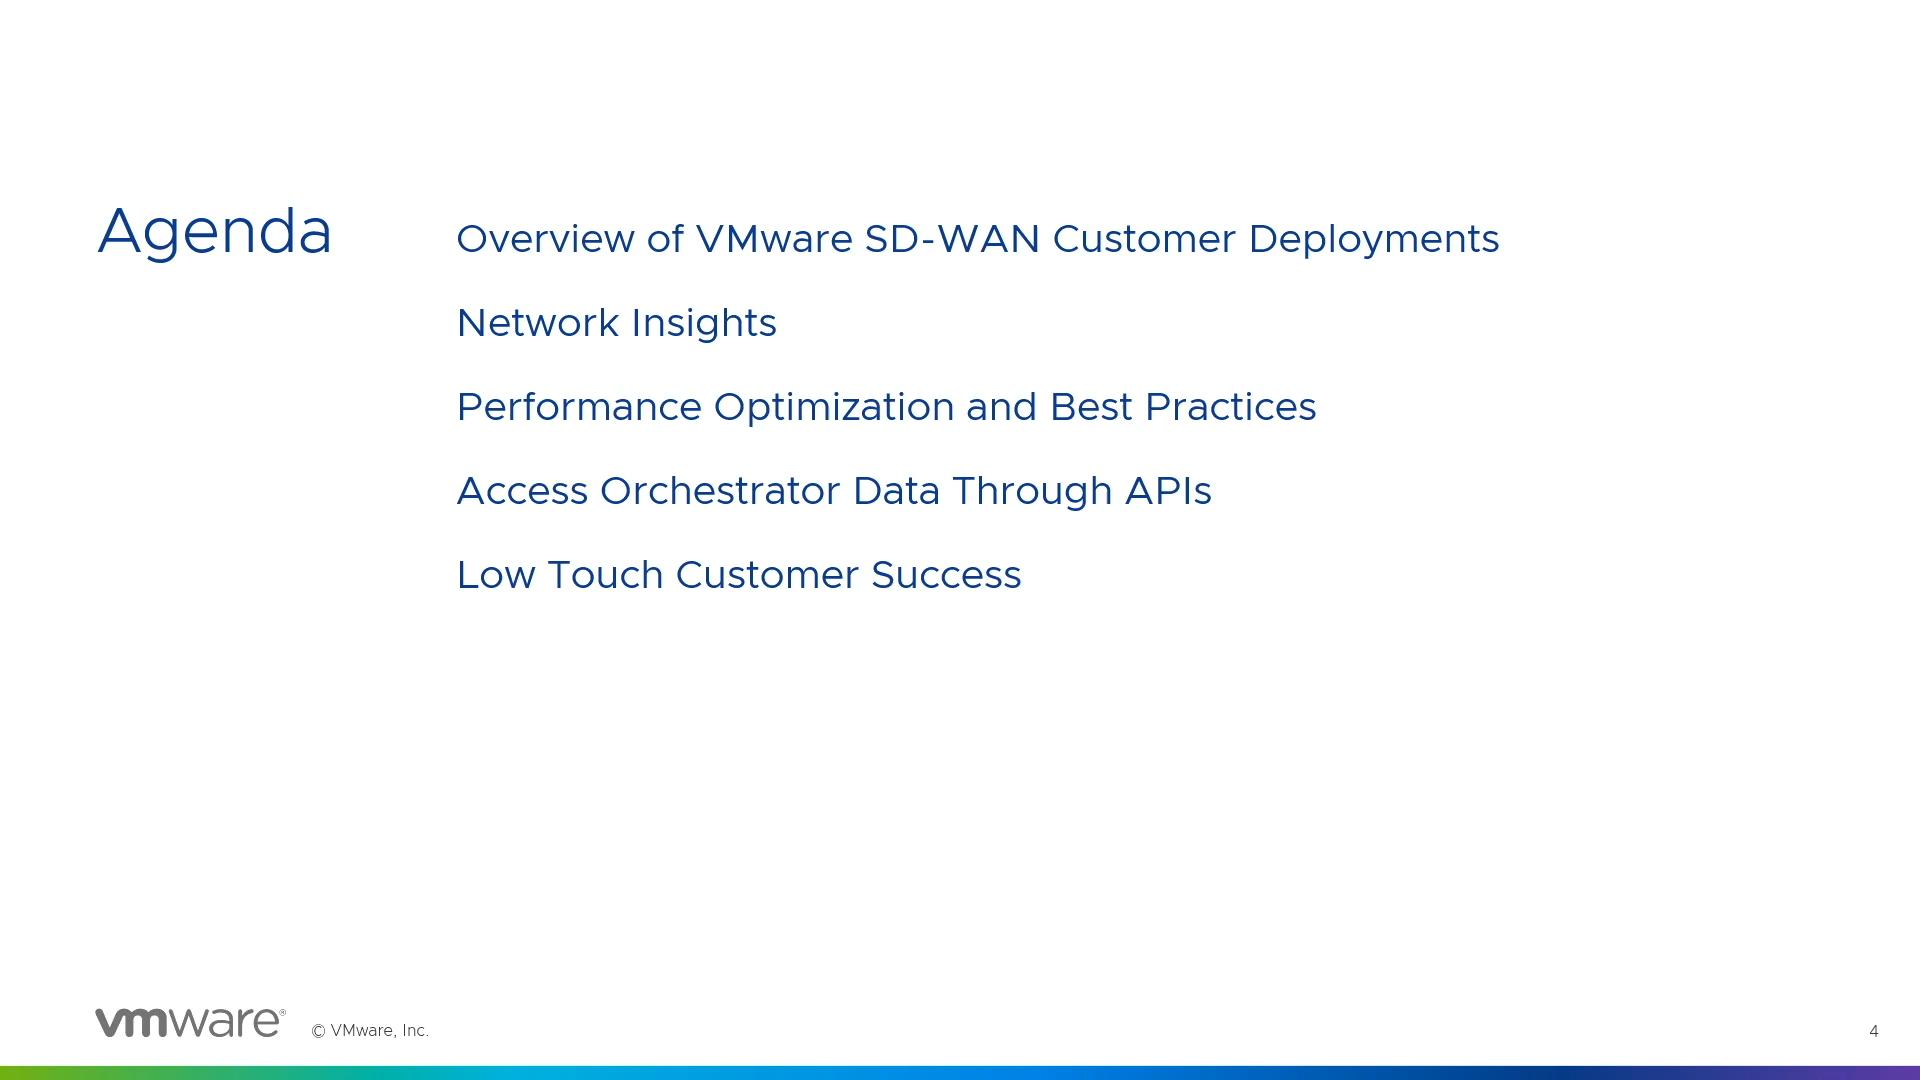 Agenda
Overview of VMware SD-WAN Customer Deployments
Network Insights
Performance Optimization and Best Practices
Access Orchestrator Data Through APIs
Low Touch Customer Success
vmware®
© VMware, Inc.
4